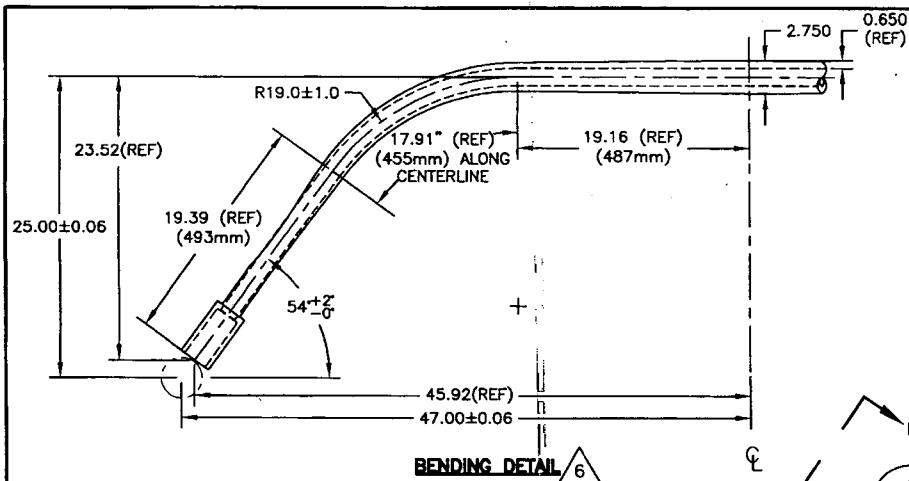 2.750
0.650
(REF)
R19.0±1.0
23.52(REF)
17.91" (REF)
(455mm) ALONG
CENTERLINE
19.16 (REF)
(487mm)
25.00±0.06
19.39 (REF)
(493mm)
54°+2°
-0°
45.92(REF)
47.00±0.06
BENDING DETAIL
6
℄